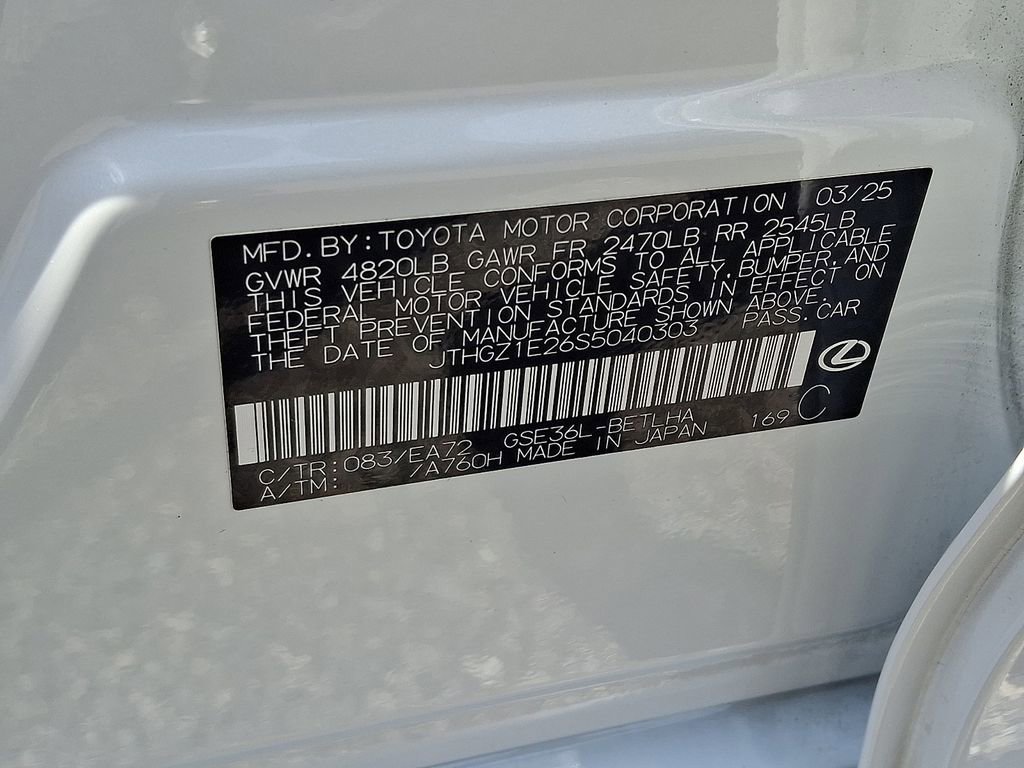 MFD. BY: TOYOTA MOTOR CORPORATION 03/25
GVWR 4820LB GAWR FR 2470LB RR 2545LB
THIS VEHICLE CONFORMS TO ALL APPLICABLE
FEDERAL MOTOR VEHICLE SAFETY, BUMPER, AND
THEFT PREVENTION STANDARDS IN EFFECT ON
THE DATE OF MANUFACTURE SHOWN ABOVE.
JTHGZ1E26S5040303 PASS. CAR
C/TR: 083/EA72 GSE36L-BETLHA 169 C
A/TM: /A760H MADE IN JAPAN